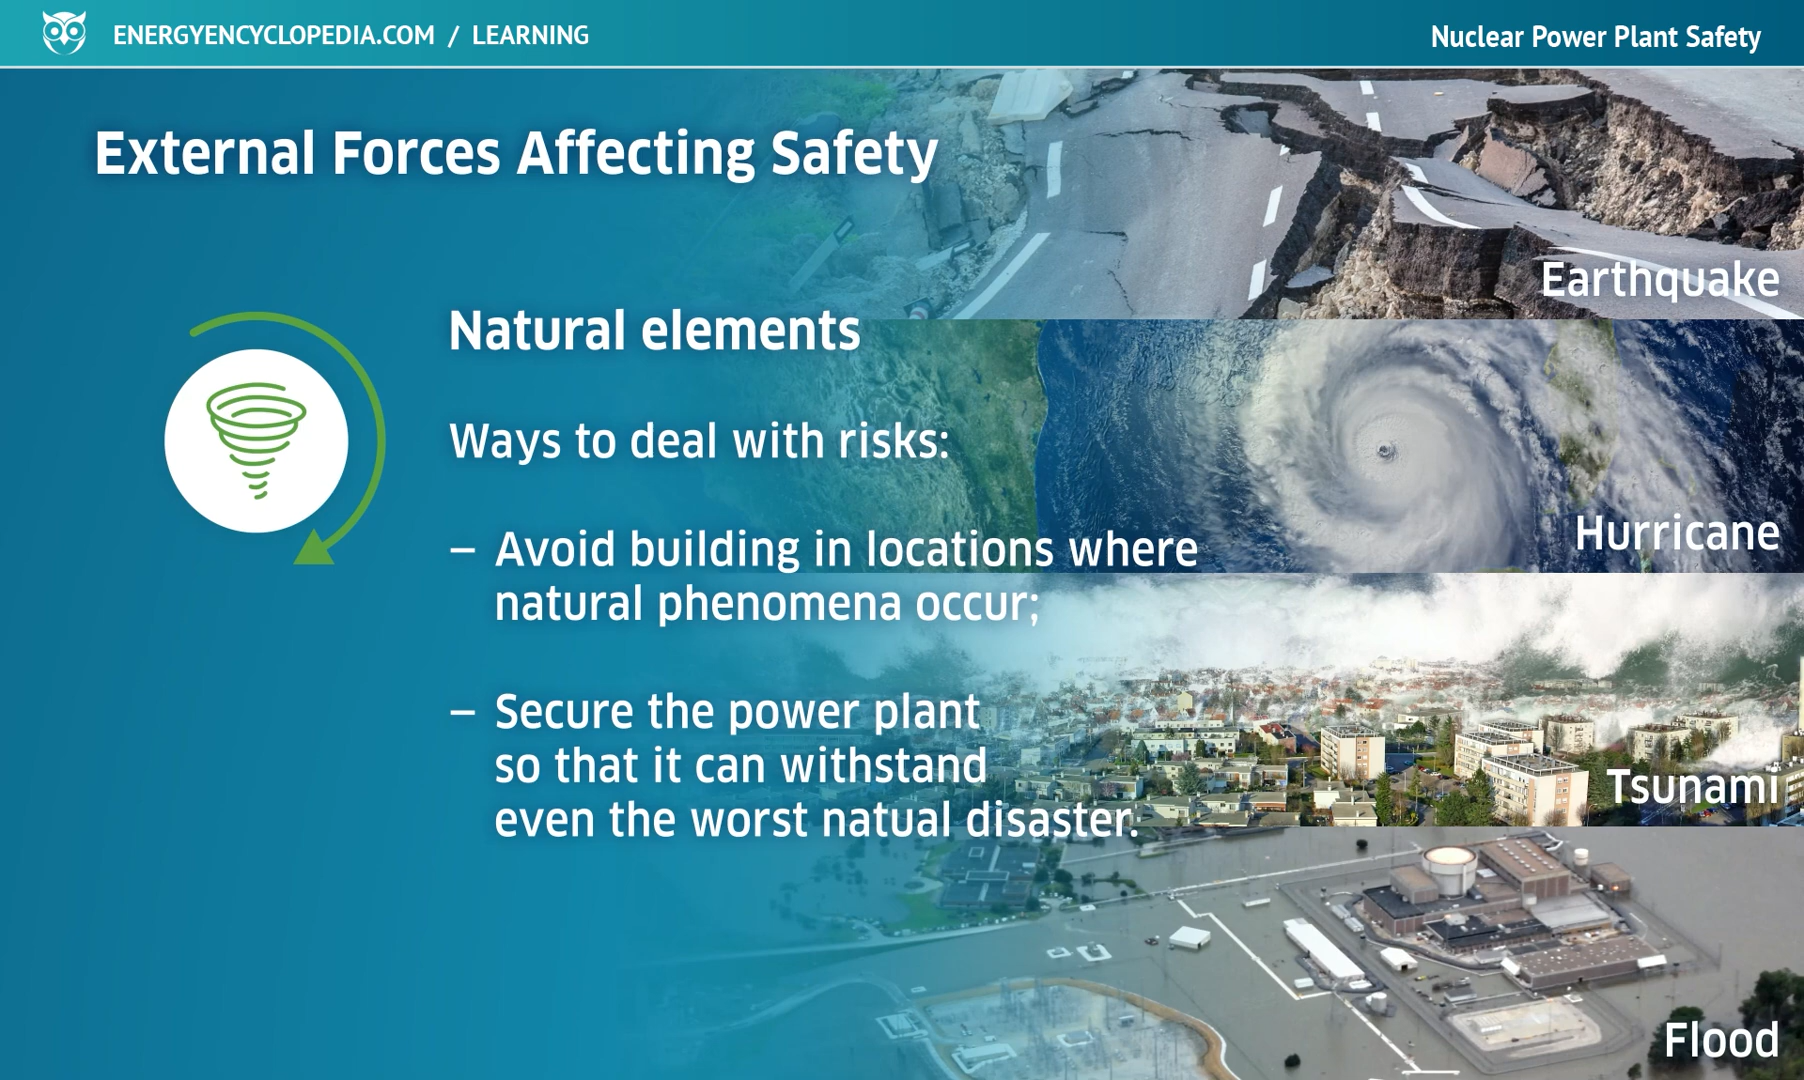 ENERGYENCYCLOPEDIA.COM / LEARNING
Nuclear Power Plant Safety
External Forces Affecting Safety
Earthquake
Natural elements
Ways to deal with risks:
Hurricane
– Avoid building in locations where
natural phenomena occur;
– Secure the power plant
so that it can withstand
even the worst natual disaster.
Tsunami
Flood